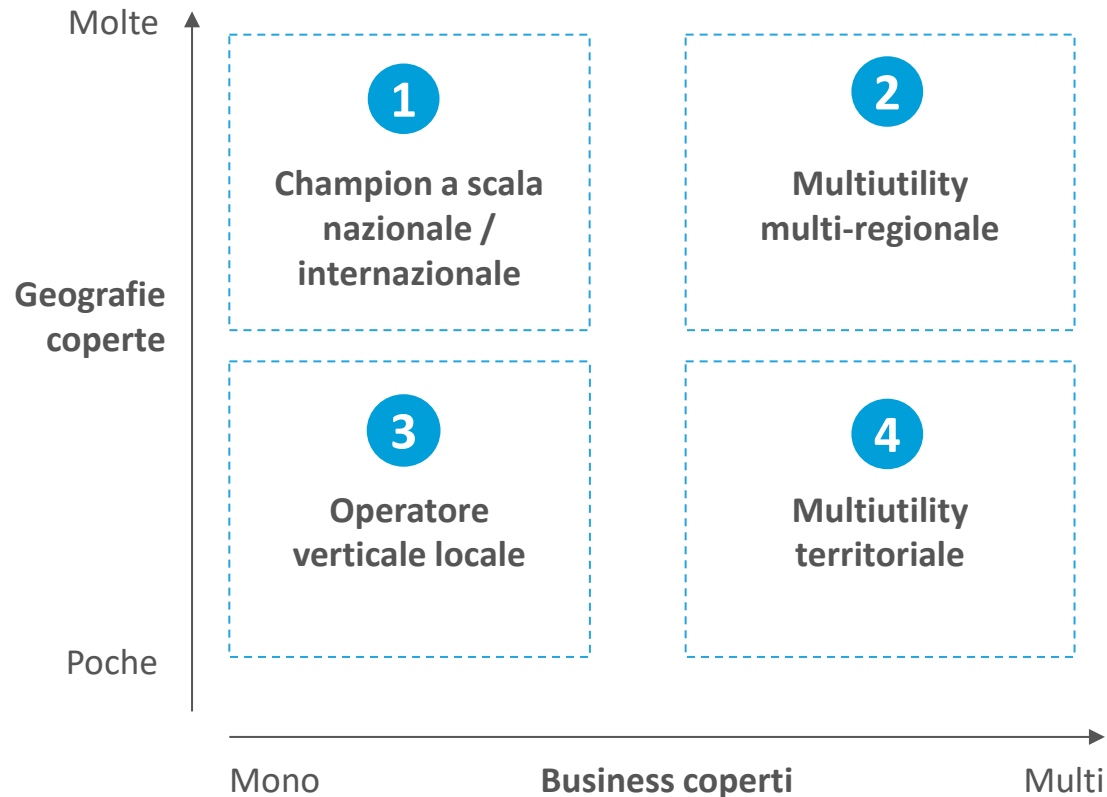 Molte
1
Champion a scala
nazionale /
internazionale
2
Multiutility
multi-regionale
Geografie
coperte
3
Operatore
verticale locale
4
Multiutility
territoriale
Poche
Mono
Business coperti
Multi